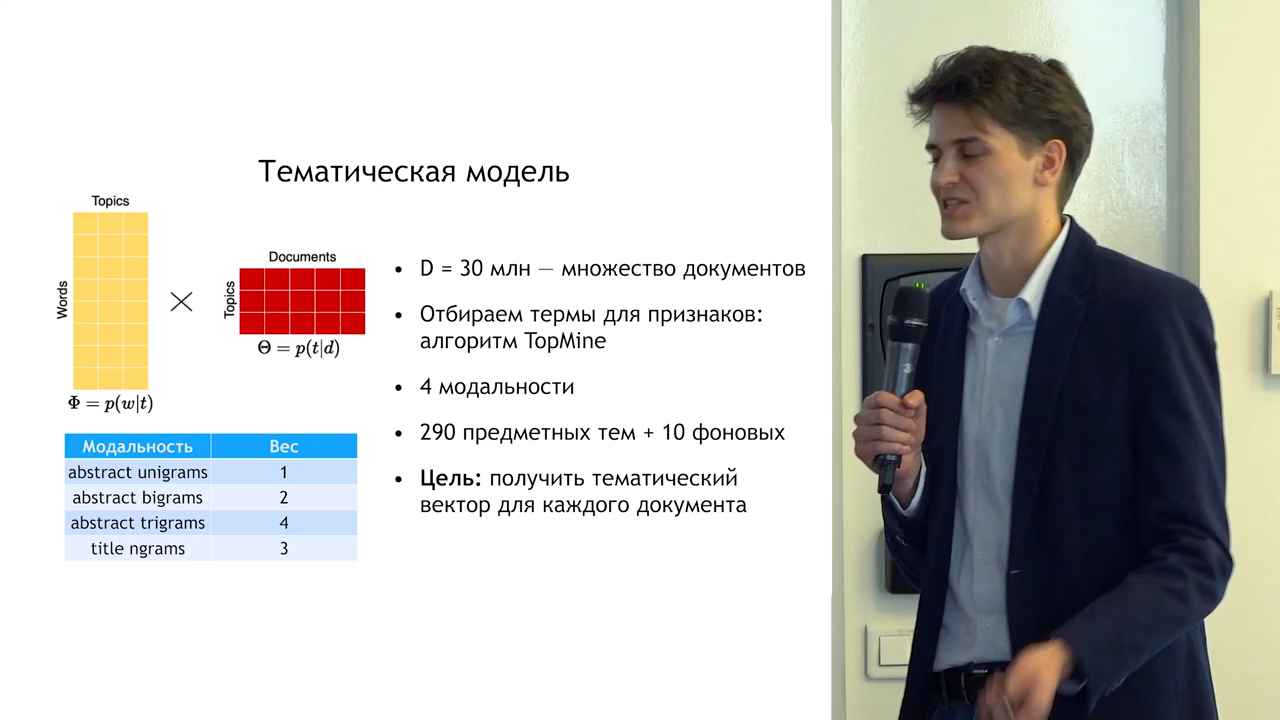 Тематическая модель
Topics
Words
Φ = p(w|t)
×
Documents
Topics
Θ = p(t|d)
Модальность Вес
abstract unigrams 1
abstract bigrams 2
abstract trigrams 4
title ngrams 3
• D = 30 млн — множество документов
• Отбираем термы для признаков:
алгоритм TopMine
• 4 модальности
• 290 предметных тем + 10 фоновых
• Цель: получить тематический
вектор для каждого документа
3